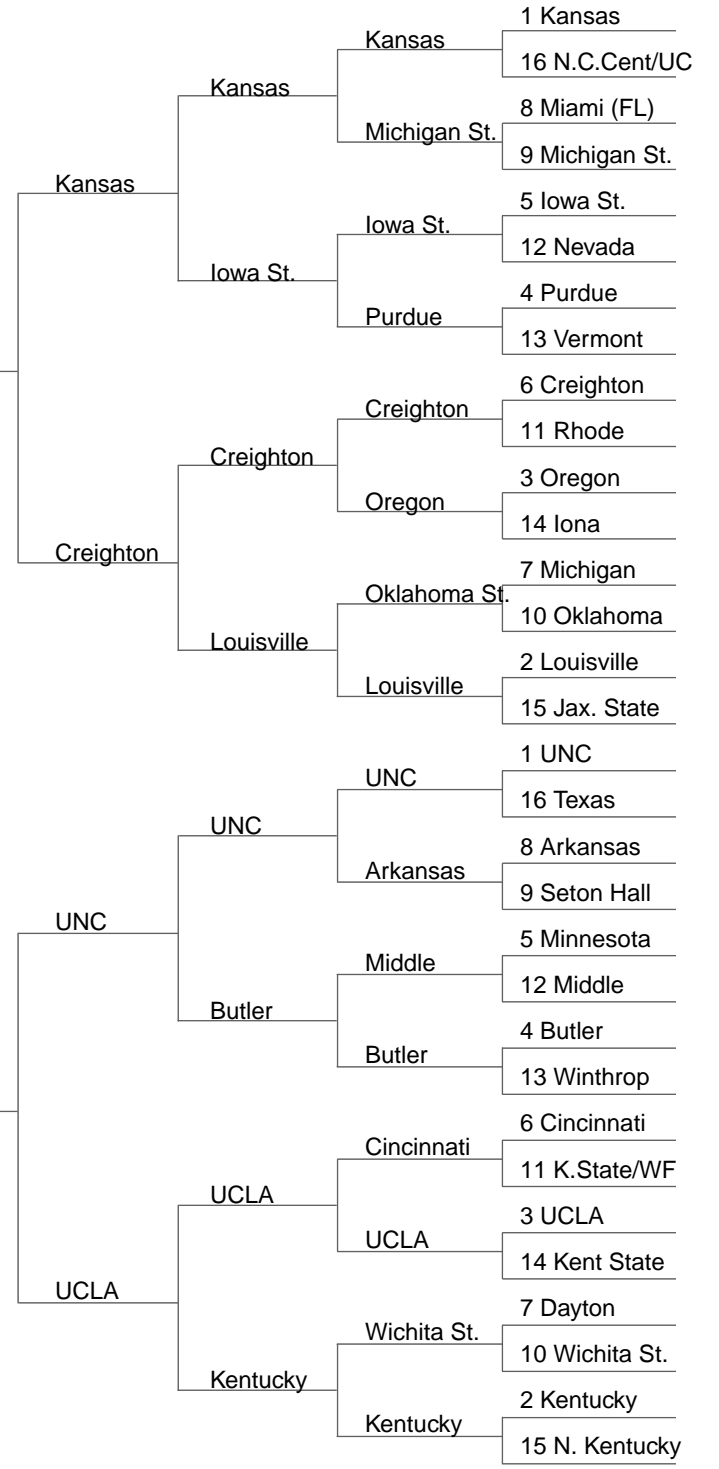 1 Kansas
Kansas
16 N.C.Cent/UC
Kansas
8 Miami (FL)
Michigan St.
9 Michigan St.
Kansas
5 Iowa St.
Iowa St.
12 Nevada
Iowa St.
4 Purdue
Purdue
13 Vermont
6 Creighton
Creighton
11 Rhode
Creighton
3 Oregon
Oregon
14 Iona
Creighton
7 Michigan
Oklahoma St.
10 Oklahoma
Louisville
2 Louisville
Louisville
15 Jax. State
1 UNC
UNC
16 Texas
UNC
8 Arkansas
Arkansas
9 Seton Hall
UNC
5 Minnesota
Middle
12 Middle
Butler
4 Butler
Butler
13 Winthrop
6 Cincinnati
Cincinnati
11 K.State/WF
UCLA
3 UCLA
UCLA
14 Kent State
UCLA
7 Dayton
Wichita St.
10 Wichita St.
Kentucky
2 Kentucky
Kentucky
15 N. Kentucky